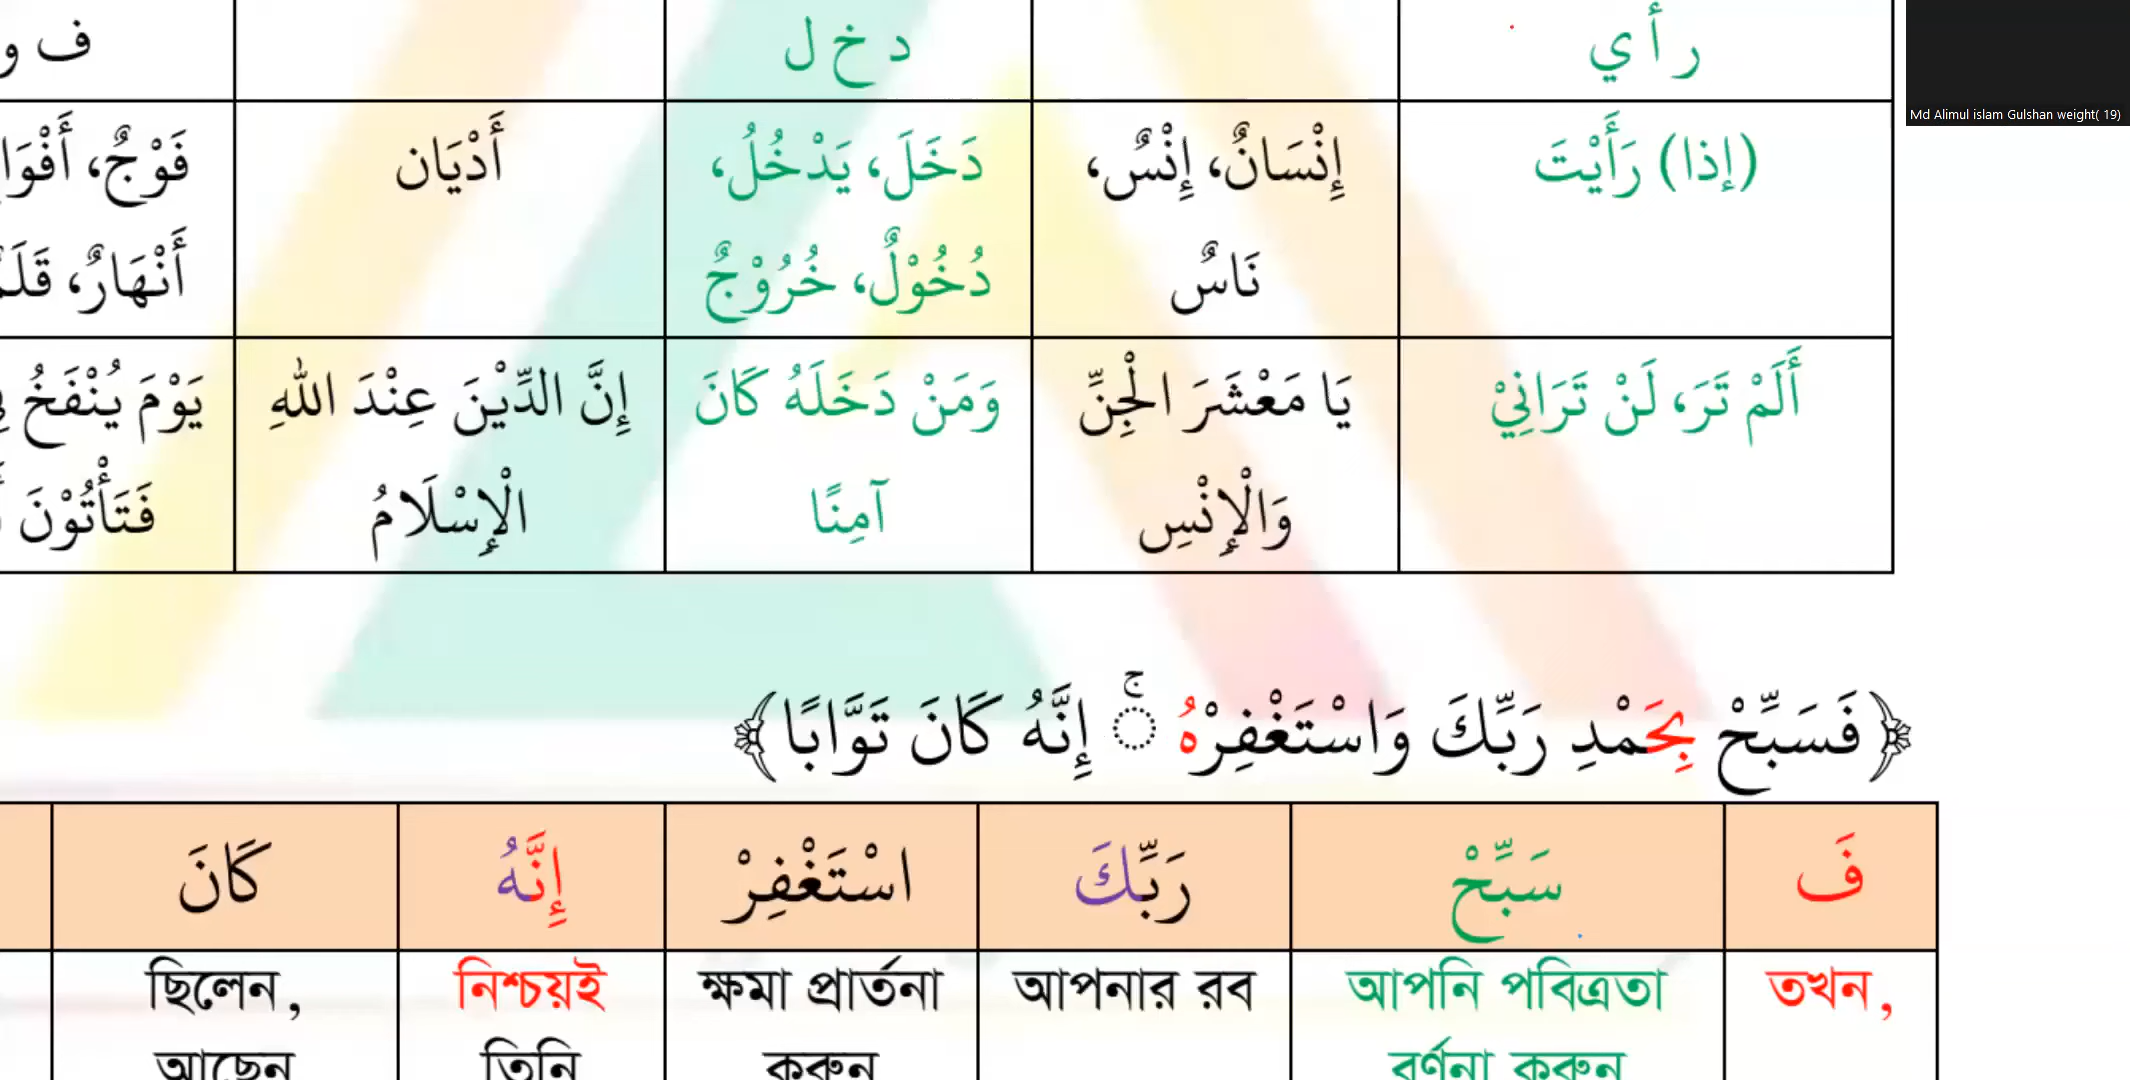 ر أ ي
د خ ل
ف و
(إذا) رَأَيْتَ
إِنْسَانٌ، إِنْسٌ،
نَاسٌ
دَخَلَ، يَدْخُلُ،
دُخُوْلٌ، خُرُوْجٌ
أَدْيَان
فَوْجٌ،
أَنْهَارٌ،
أَلَمْ تَرَ، لَنْ تَرَانِيْ
يَا مَعْشَرَ الْجِنِّ
وَالْإِنْسِ
وَمَنْ دَخَلَهُ كَانَ
آمِنًا
إِنَّ الدِّيْنَ عِنْدَ اللهِ
الْإِسْلَامُ
يَوْمَ يُنْفَخُ
فَتَأْتُوْنَ
﴿فَسَبِّحْ بِحَمْدِ رَبِّكَ وَاسْتَغْفِرْهُ ۚ إِنَّهُ كَانَ تَوَّابًا﴾
فَ
سَبِّحْ
رَبِّكَ
اسْتَغْفِرْ
إِنَّهُ
كَانَ
তখন,
আপনি পবিত্রতা
বর্ণনা করুন
আপনার রব
ক্ষমা প্রার্তনা
করুন
নিশ্চয়ই
তিনি
ছিলেন,
আছেন
Md Alimul islam Gulshan weight( 19)